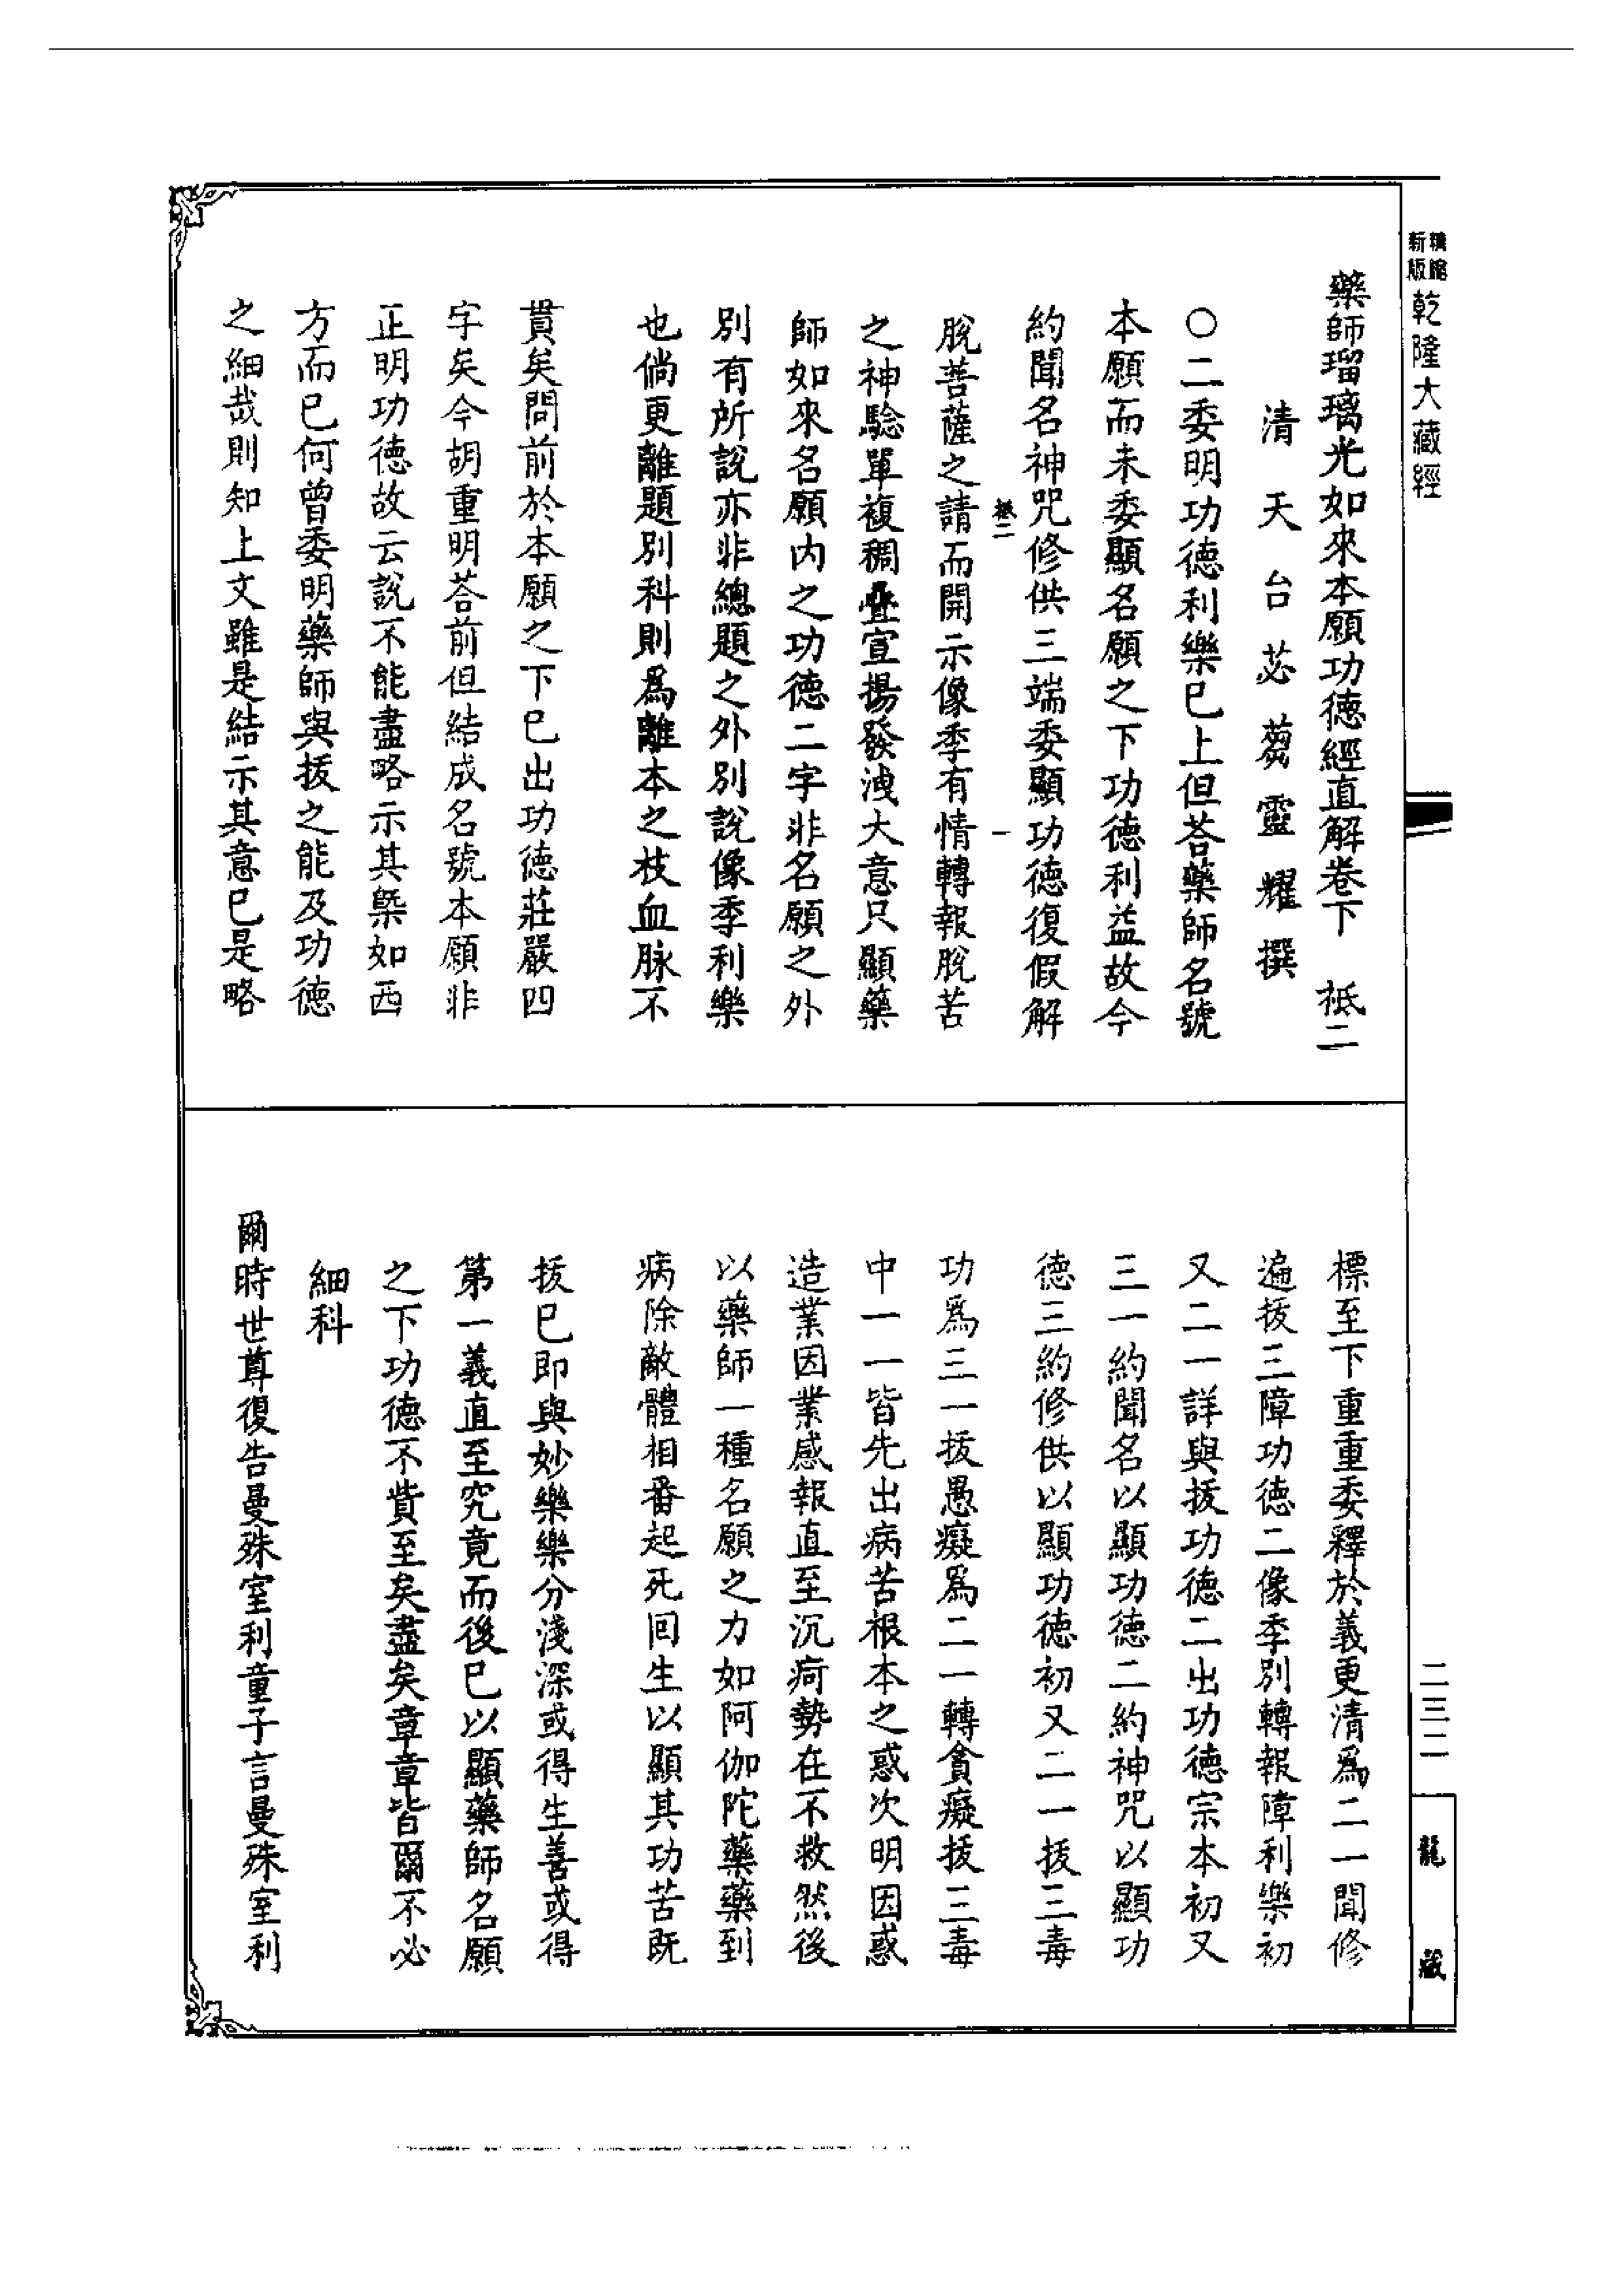 新版
精縮
乾隆大藏經
藥師瑠璃光如來本願功德經直解卷下 祗二
清天台苾蒭靈耀撰
○二委明功德利樂巳上但荅藥師名號
本願而未委顯名願之下功德利益故今
約聞名神咒修供三端委顯功德復假解
祗二 一
脫菩薩之請而開示像季有情轉報脫苦
之神驗單複稠疊宣揚發洩大意只顯藥
師如來名願內之功德二字非名願之外
別有所說亦非總題之外別說像季利樂
也倘更離題別科則為離本之枝血脉不
貫矣問前於本願之下巳出功德莊嚴四
字矣今胡重明荅前但結成名號本願非
正明功德故云說不能盡略示其槩如西
方而巳何曾委明藥師與拔之能及功德
之細哉則知上文雖是結示其意巳是略
標至下重重委釋於義更清為二一聞修
遍拔三障功德二像季別轉報障利樂初
又二一詳與拔功德二出功德宗本初又
三一約聞名以顯功德二約神咒以顯功
德三約修供以顯功德初又二一拔三毒
功為三一拔愚癡為二一轉貪癡拔三毒
中一一皆先出病苦根本之惑次明因惑
造業因業感報直至沉疴勢在不救然後
以藥師一種名願之力如阿伽陀藥藥到
病除敵體相番起死回生以顯其功苦既
拔巳即與妙樂樂分淺深或得生善或得
第一義直至究竟而後巳以顯藥師名願
之下功德不貲至矣盡矣章章皆爾不必
細科
爾時世尊復告曼殊室利童子言曼殊室利
二三二
龍藏